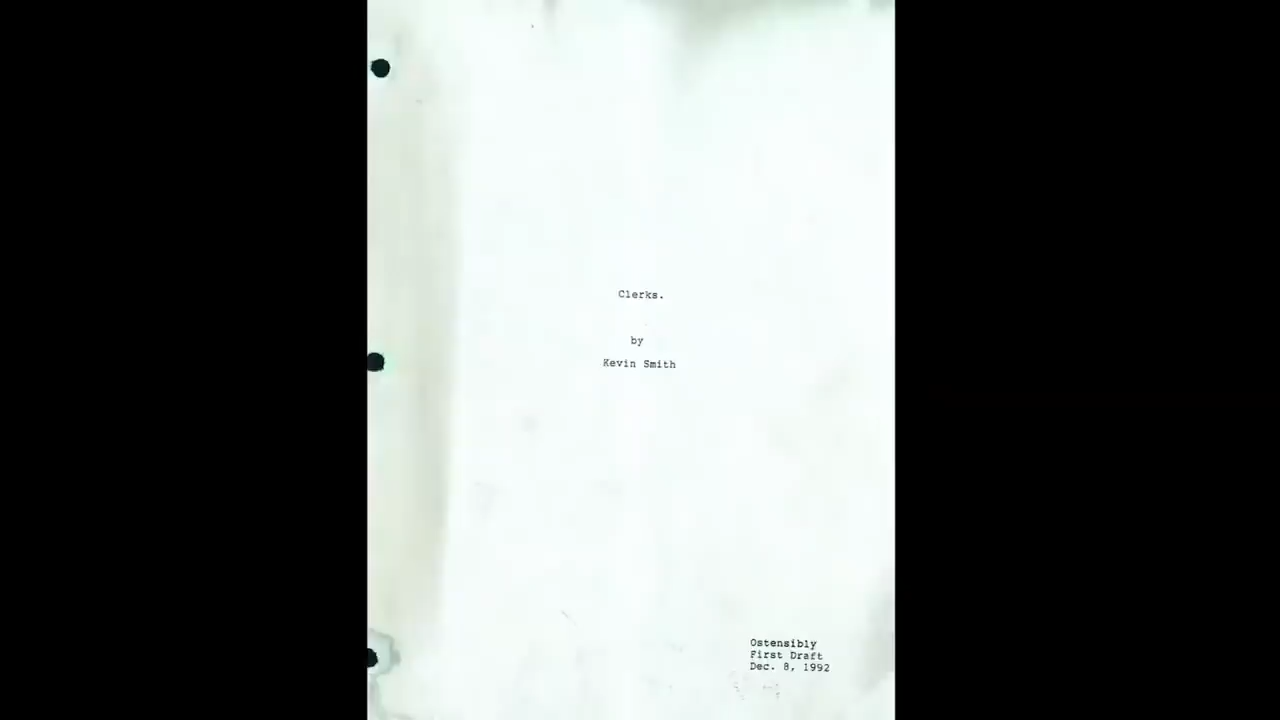 Clerks.
by
Kevin Smith
Ostensibly
First Draft
Dec. 8, 1992